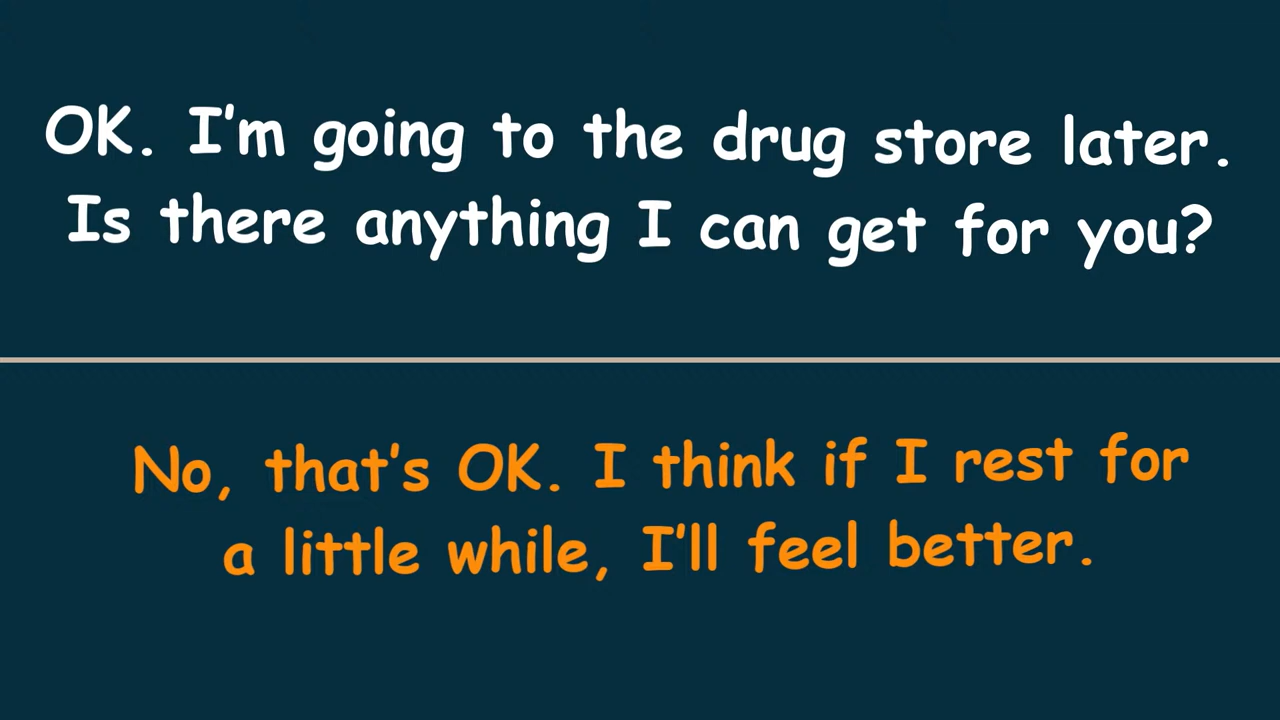 OK. I'm going to the drug store later.
Is there anything I can get for you?
No, that's OK. I think if I rest for
a little while, I'll feel better.